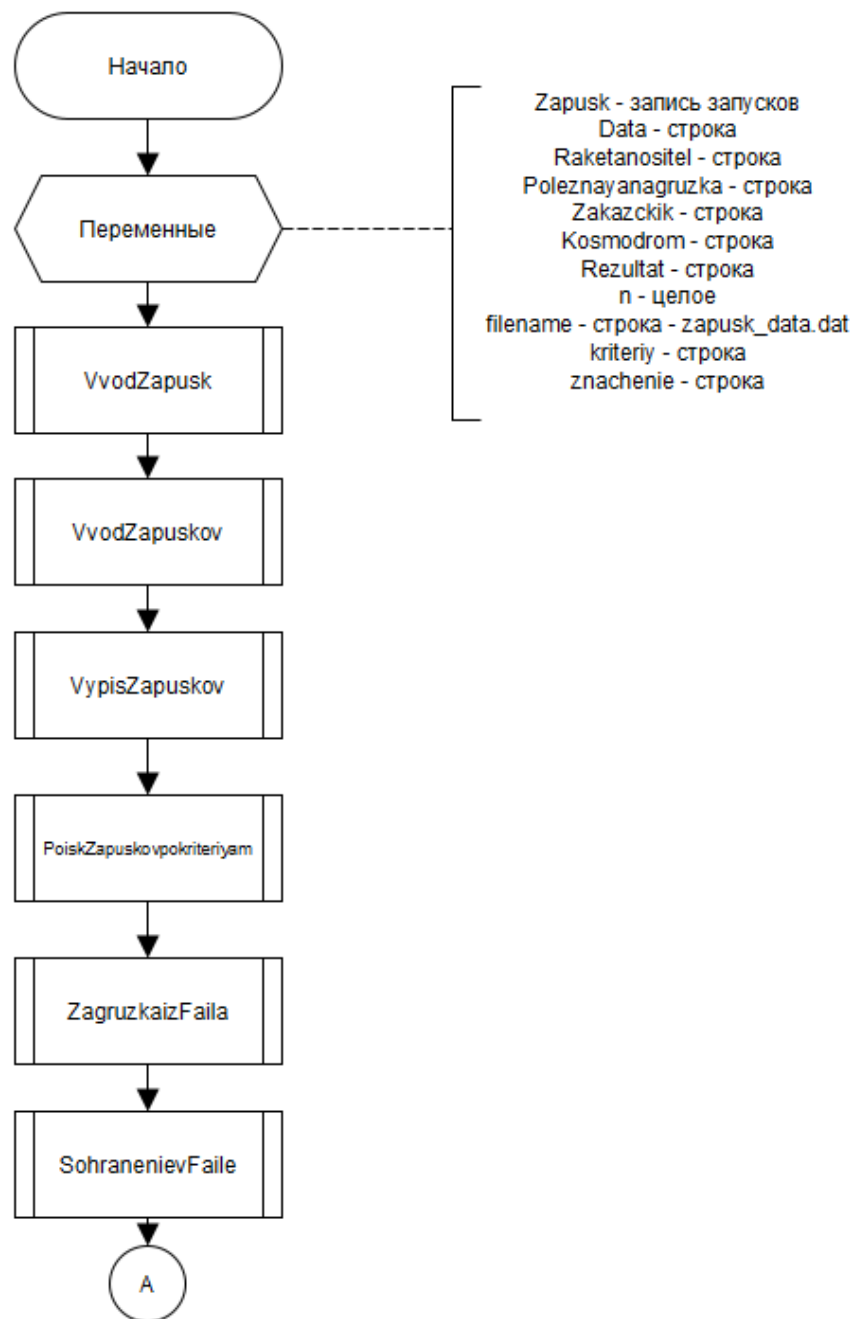 Начало
Переменные
Zapusk - запись запусков
Data - строка
Raketanositel - строка
Poleznayanagruzka - строка
Zakazckik - строка
Kosmodrom - строка
Rezultat - строка
n - целое
filename - строка - zapusk_data.dat
kriteriy - строка
znachenie - строка
VvodZapusk
VvodZapuskov
VypisZapuskov
PoiskZapuskovpokriteriyam
ZagruzkaizFaila
SohranenievFaile
A